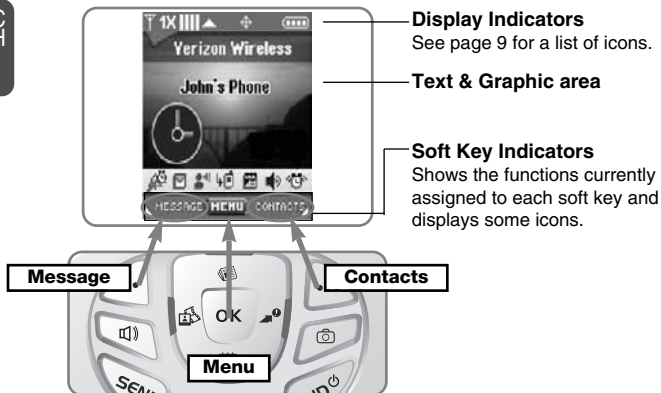 C
H
1X
Display Indicators
See page 9 for a list of icons.
Verizon Wireless
John's Phone
Text & Graphic area
Soft Key Indicators
Shows the functions currently
assigned to each soft key and
displays some icons.
MESSAGE MENU CONTACTS
Message
Contacts
OK
Menu
SEND